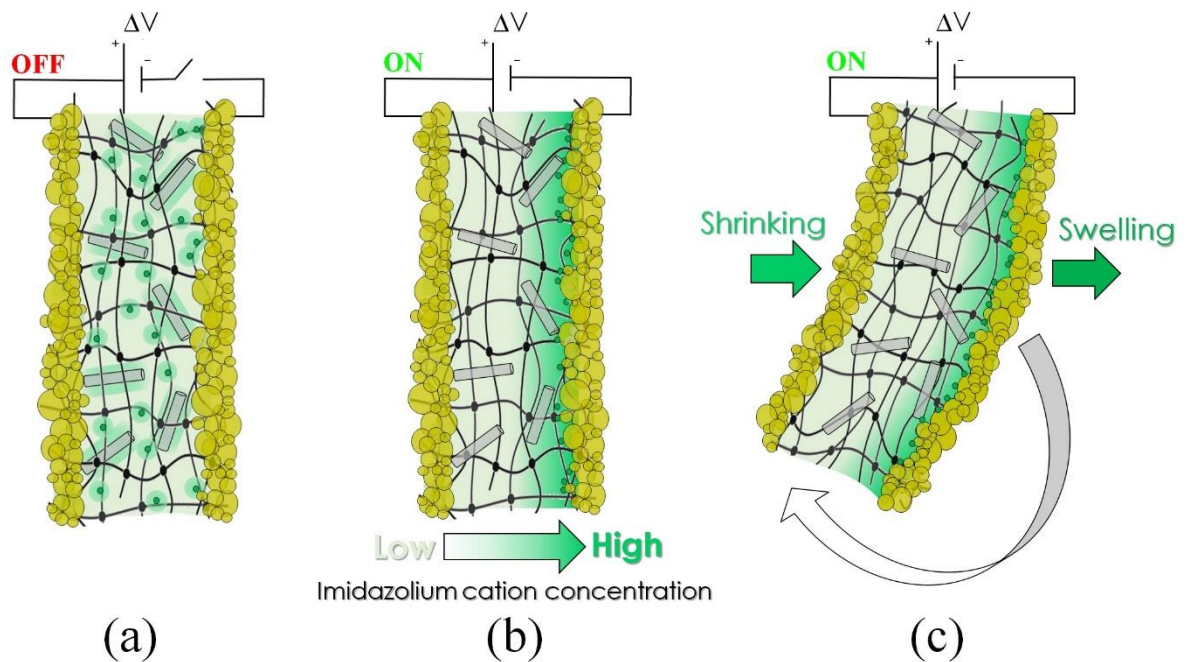 ΔV
+
-
OFF
ΔV
+
-
ON
ΔV
+
-
ON
Shrinking
Swelling
Low
High
Imidazolium cation concentration
(a)
(b)
(c)